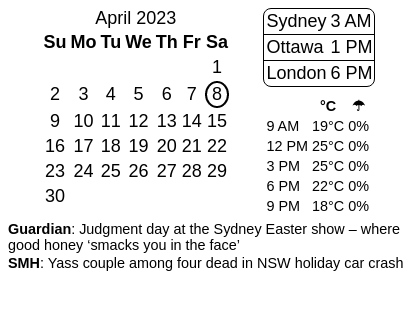 April 2023
Su Mo Tu We Th Fr Sa
1
2 3 4 5 6 7 8
9 10 11 12 13 14 15
16 17 18 19 20 21 22
23 24 25 26 27 28 29
30
Sydney 3 AM
Ottawa 1 PM
London 6 PM
°C ☂
9 AM 19°C 0%
12 PM 25°C 0%
3 PM 25°C 0%
6 PM 22°C 0%
9 PM 18°C 0%
Guardian: Judgment day at the Sydney Easter show – where
good honey ‘smacks you in the face’
SMH: Yass couple among four dead in NSW holiday car crash